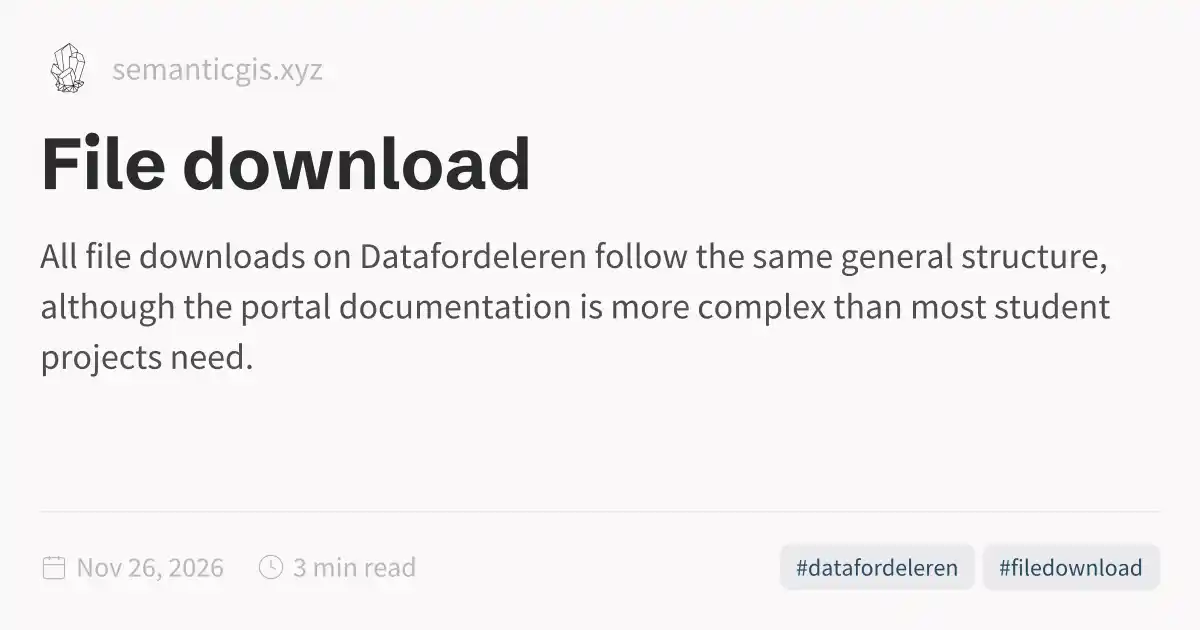 semanticgis.xyz
File download
All file downloads on Datafordeleren follow the same general structure,
although the portal documentation is more complex than most student
projects need.
Nov 26, 2026 3 min read #datafordeleren #filedownload